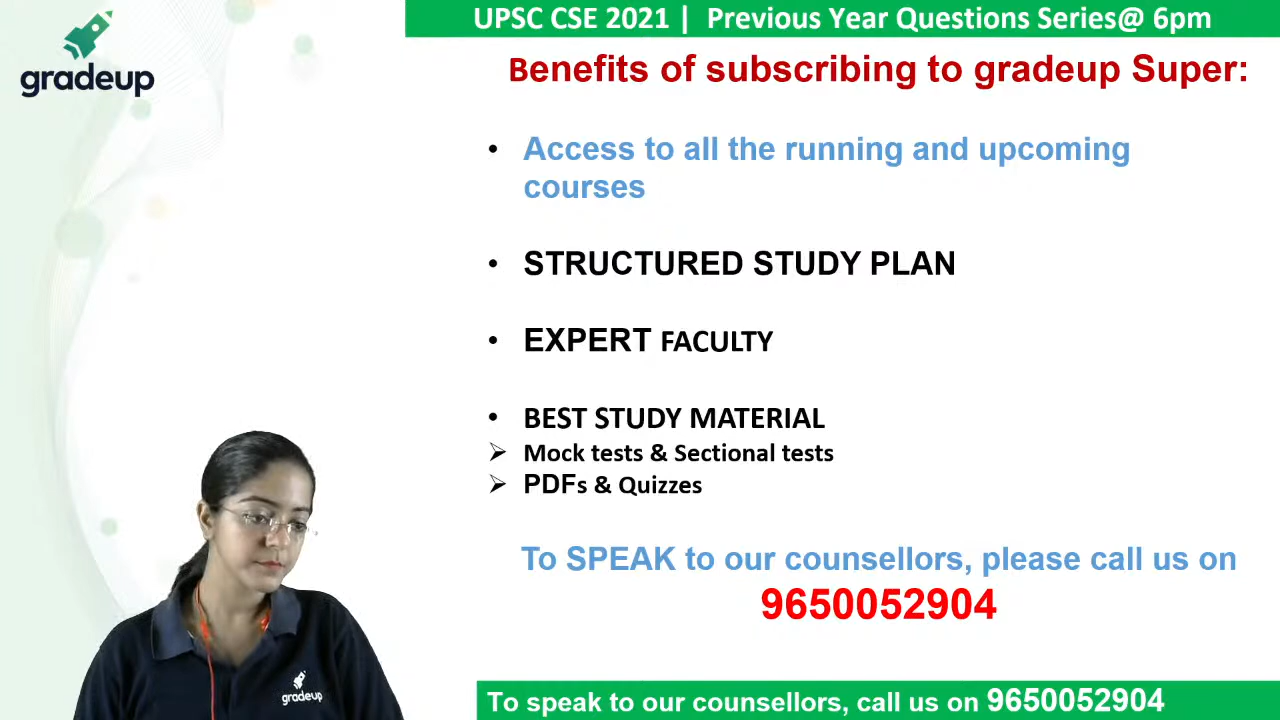 UPSC CSE 2021 | Previous Year Questions Series@ 6pm
gradeup
Benefits of subscribing to gradeup Super:
• Access to all the running and upcoming
courses
• STRUCTURED STUDY PLAN
• EXPERT FACULTY
• BEST STUDY MATERIAL
➢ Mock tests & Sectional tests
➢ PDFs & Quizzes
To SPEAK to our counsellors, please call us on
9650052904
gradeup
To speak to our counsellors, call us on 9650052904